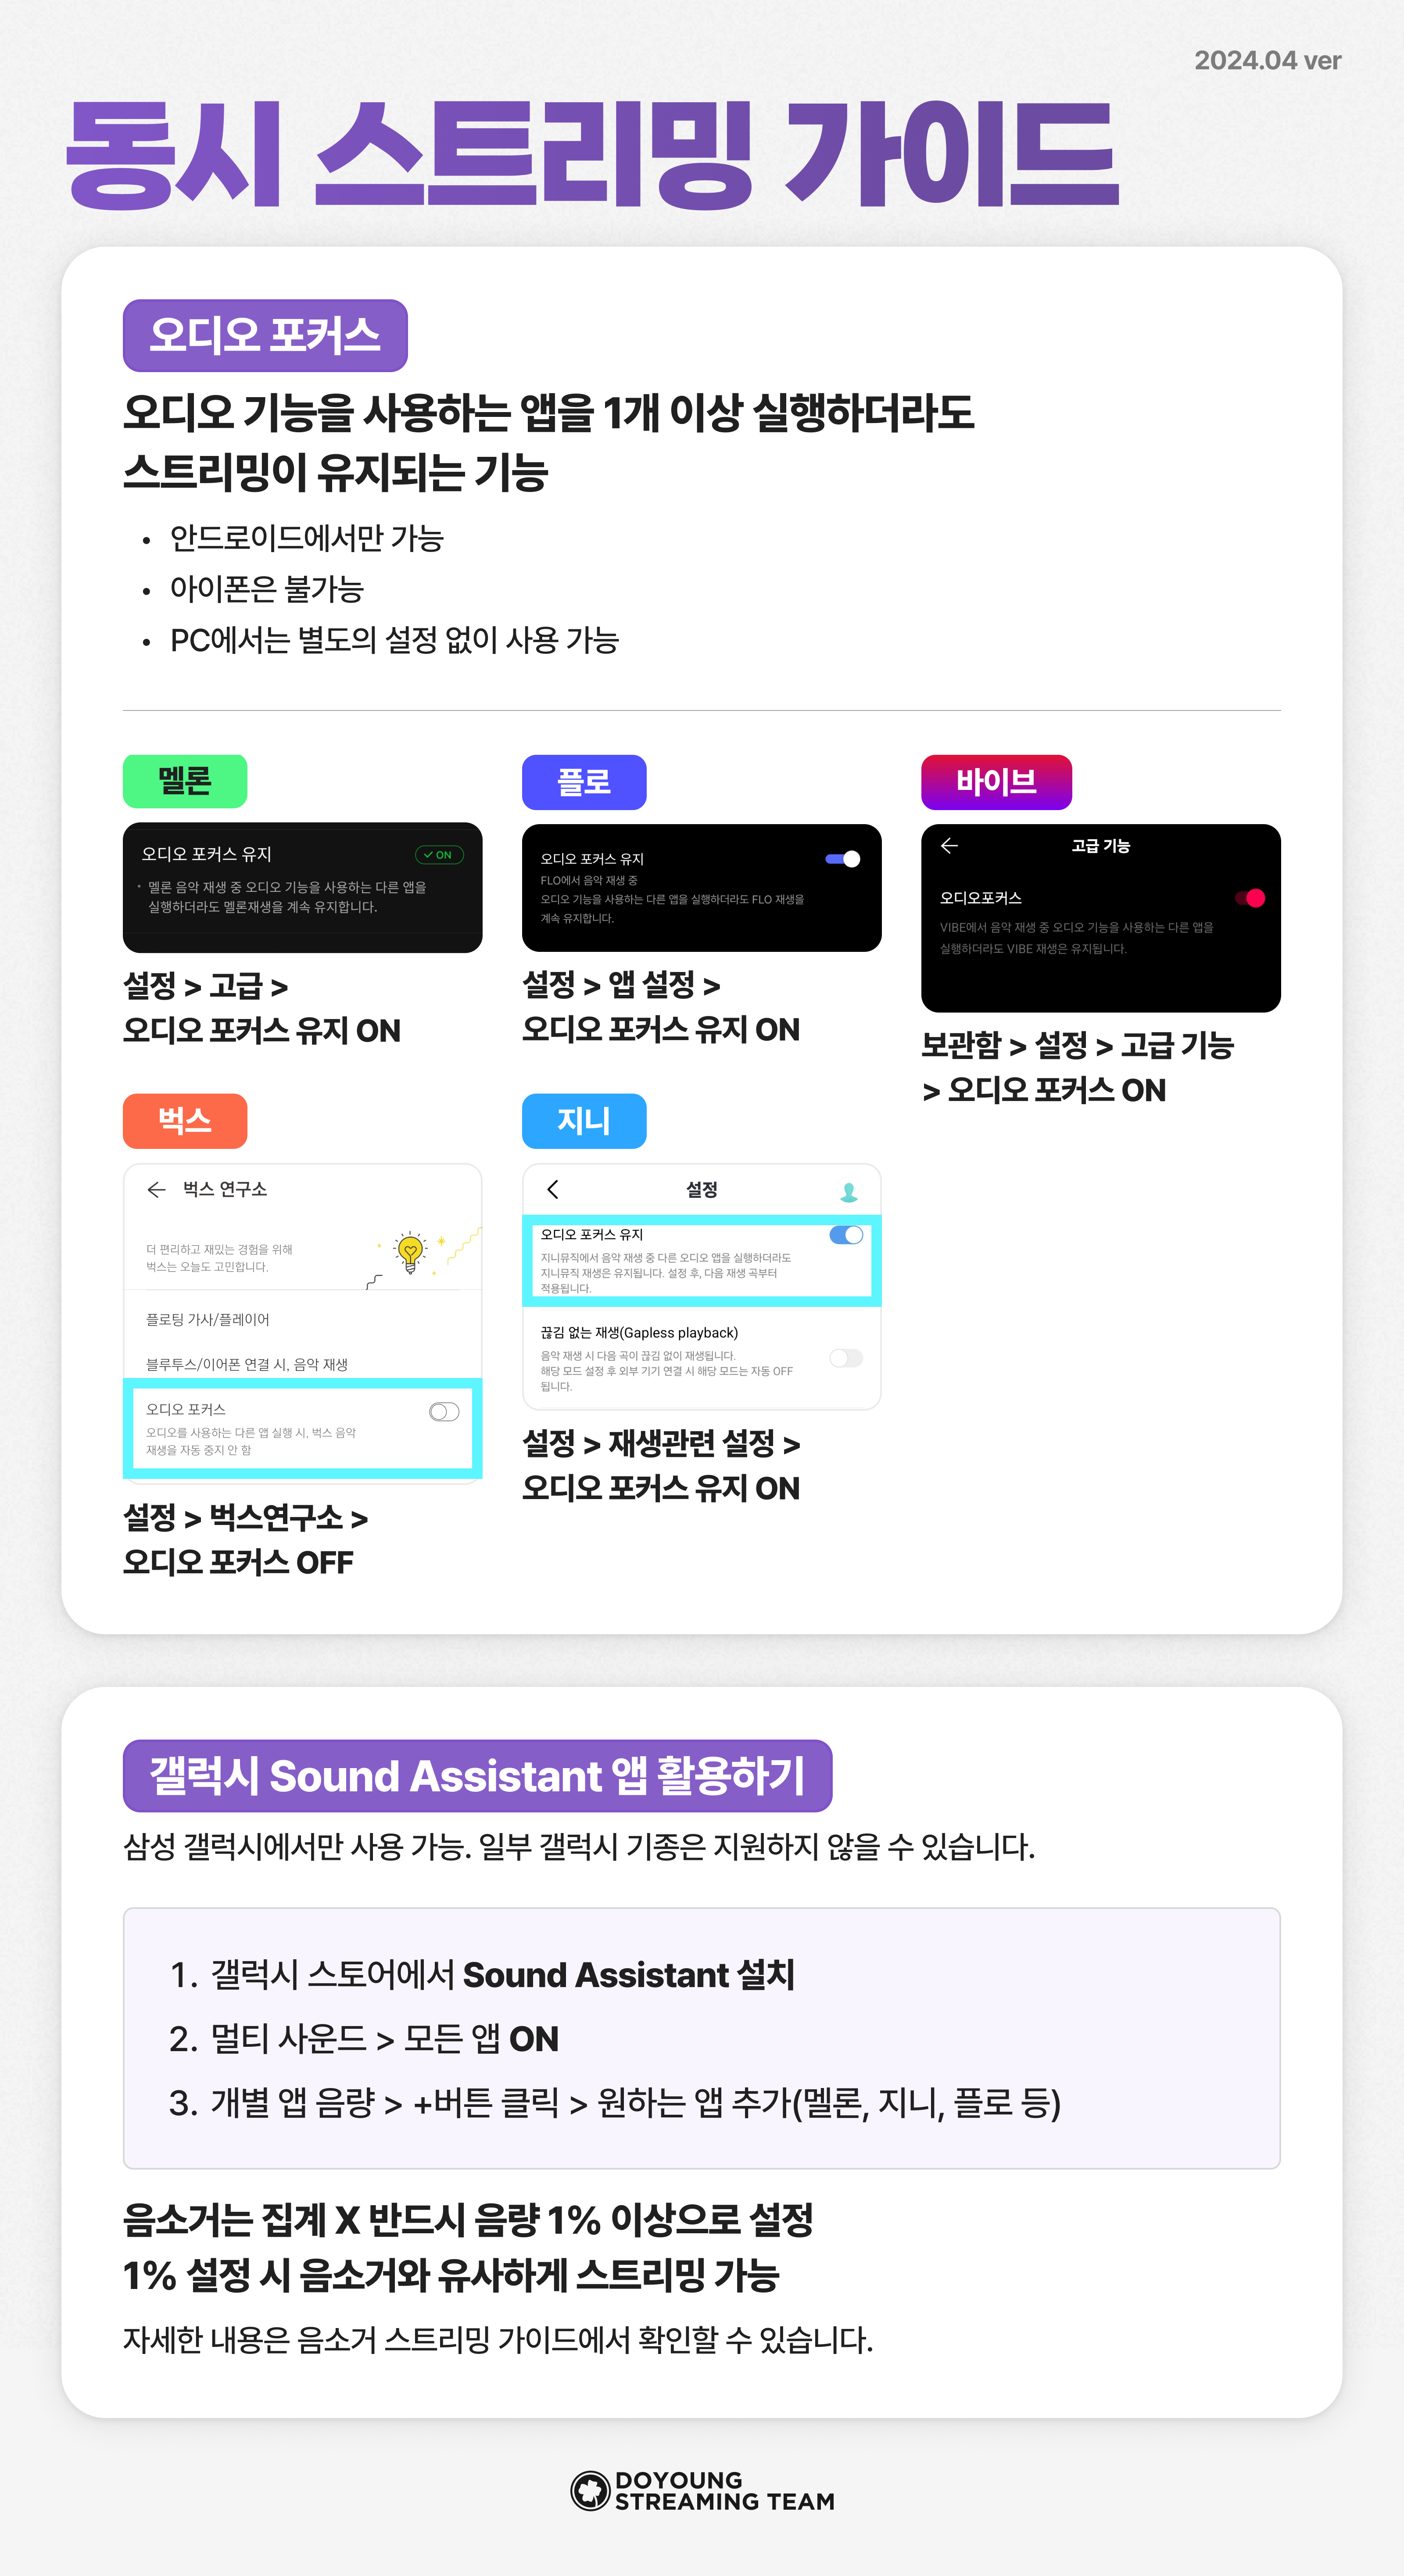 2024.04 ver
동시 스트리밍 가이드
오디오 포커스
오디오 기능을 사용하는 앱을 1개 이상 실행하더라도
스트리밍이 유지되는 기능
• 안드로이드에서만 가능
• 아이폰은 불가능
• PC에서는 별도의 설정 없이 사용 가능
멜론
오디오 포커스 유지
✓ ON
• 멜론 음악 재생 중 오디오 기능을 사용하는 다른 앱을
실행하더라도 멜론재생을 계속 유지합니다.
설정 > 고급 >
오디오 포커스 유지 ON
플로
오디오 포커스 유지
FLO에서 음악 재생 중
오디오 기능을 사용하는 다른 앱을 실행하더라도 FLO 재생을
계속 유지합니다.
설정 > 앱 설정 >
오디오 포커스 유지 ON
바이브
고급 기능
오디오포커스
VIBE에서 음악 재생 중 오디오 기능을 사용하는 다른 앱을
실행하더라도 VIBE 재생은 유지됩니다.
보관함 > 설정 > 고급 기능
> 오디오 포커스 ON
벅스
벅스 연구소
더 편리하고 재밌는 경험을 위해
벅스는 오늘도 고민합니다.
플로팅 가사/플레이어
블루투스/이어폰 연결 시, 음악 재생
오디오 포커스
오디오를 사용하는 다른 앱 실행 시, 벅스 음악
재생을 자동 중지 안 함
설정 > 벅스연구소 >
오디오 포커스 OFF
지니
설정
오디오 포커스 유지
지니뮤직에서 음악 재생 중 다른 오디오 앱을 실행하더라도
지니뮤직 재생은 유지됩니다. 설정 후, 다음 재생 곡부터
적용됩니다.
끊김 없는 재생(Gapless playback)
음악 재생 시 다음 곡이 끊김 없이 재생됩니다.
해당 모드 설정 후 외부 기기 연결 시 해당 모드는 자동 OFF
됩니다.
설정 > 재생관련 설정 >
오디오 포커스 유지 ON
갤럭시 Sound Assistant 앱 활용하기
삼성 갤럭시에서만 사용 가능. 일부 갤럭시 기종은 지원하지 않을 수 있습니다.
1. 갤럭시 스토어에서 Sound Assistant 설치
2. 멀티 사운드 > 모든 앱 ON
3. 개별 앱 음량 > +버튼 클릭 > 원하는 앱 추가(멜론, 지니, 플로 등)
음소거는 집계 X 반드시 음량 1% 이상으로 설정
1% 설정 시 음소거와 유사하게 스트리밍 가능
자세한 내용은 음소거 스트리밍 가이드에서 확인할 수 있습니다.
DOYOUNG
STREAMING TEAM